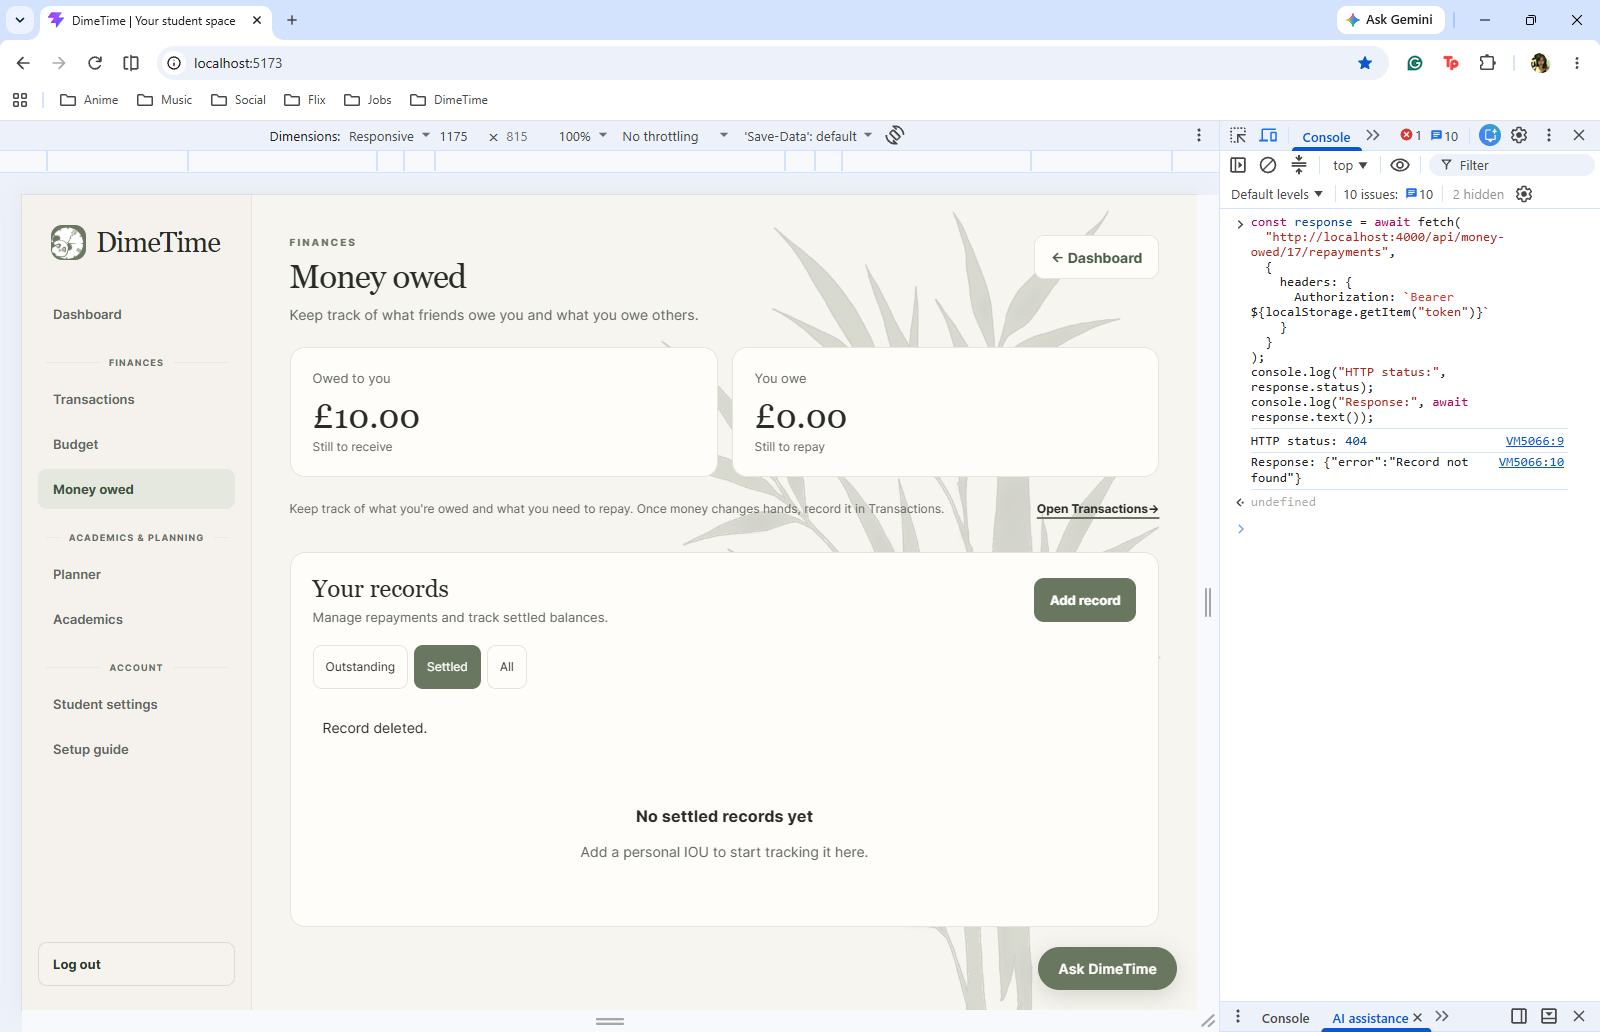 DimeTime | Your student space
Ask Gemini
localhost:5173
Anime
Music
Social
Flix
Jobs
DimeTime
Dimensions: Responsive 1175 × 815 100% No throttling 'Save-Data': default
DimeTime
Dashboard
FINANCES
Transactions
Budget
Money owed
ACADEMICS & PLANNING
Planner
Academics
ACCOUNT
Student settings
Setup guide
Log out
FINANCES
Money owed
Keep track of what friends owe you and what you owe others.
← Dashboard
Owed to you
£10.00
Still to receive
You owe
£0.00
Still to repay
Keep track of what you're owed and what you need to repay. Once money changes hands, record it in Transactions.
Open Transactions→
Your records
Manage repayments and track settled balances.
Add record
Outstanding
Settled
All
Record deleted.
No settled records yet
Add a personal IOU to start tracking it here.
Ask DimeTime
Console
1
10
top
Filter
Default levels
10 issues: 10
2 hidden
const response = await fetch(
"http://localhost:4000/api/money-
owed/17/repayments",
{
headers: {
Authorization: `Bearer
${localStorage.getItem("token")}`
}
}
);
console.log("HTTP status:",
response.status);
console.log("Response:", await
response.text());
HTTP status: 404 VM5066:9
Response: {"error":"Record not VM5066:10
found"}
undefined
Console
AI assistance